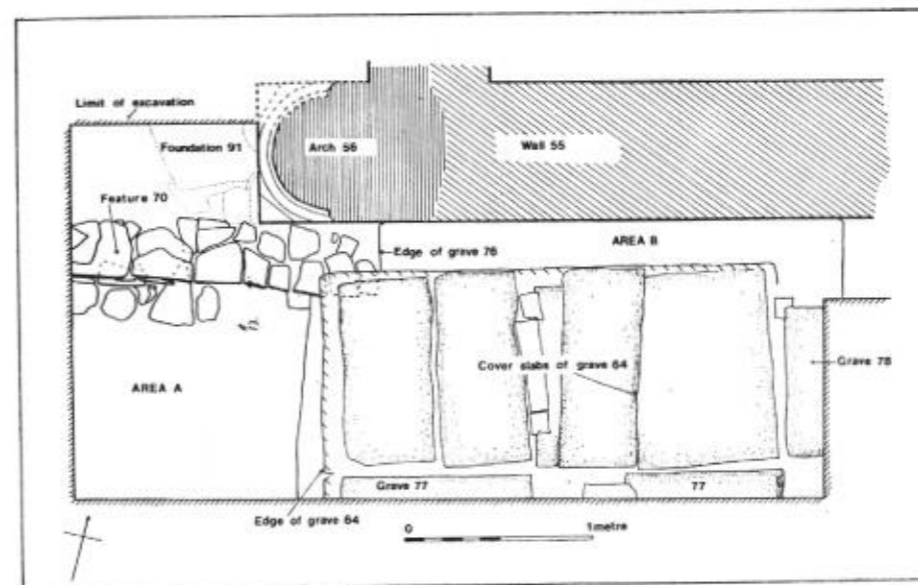 Limit of excavation
Foundation 91
Arch 56
Wall 55
Feature 70
Edge of grave 76
AREA B
Cover slabs of grave 64
Grave 78
AREA A
Grave 77
77
Edge of grave 64
0
1metre